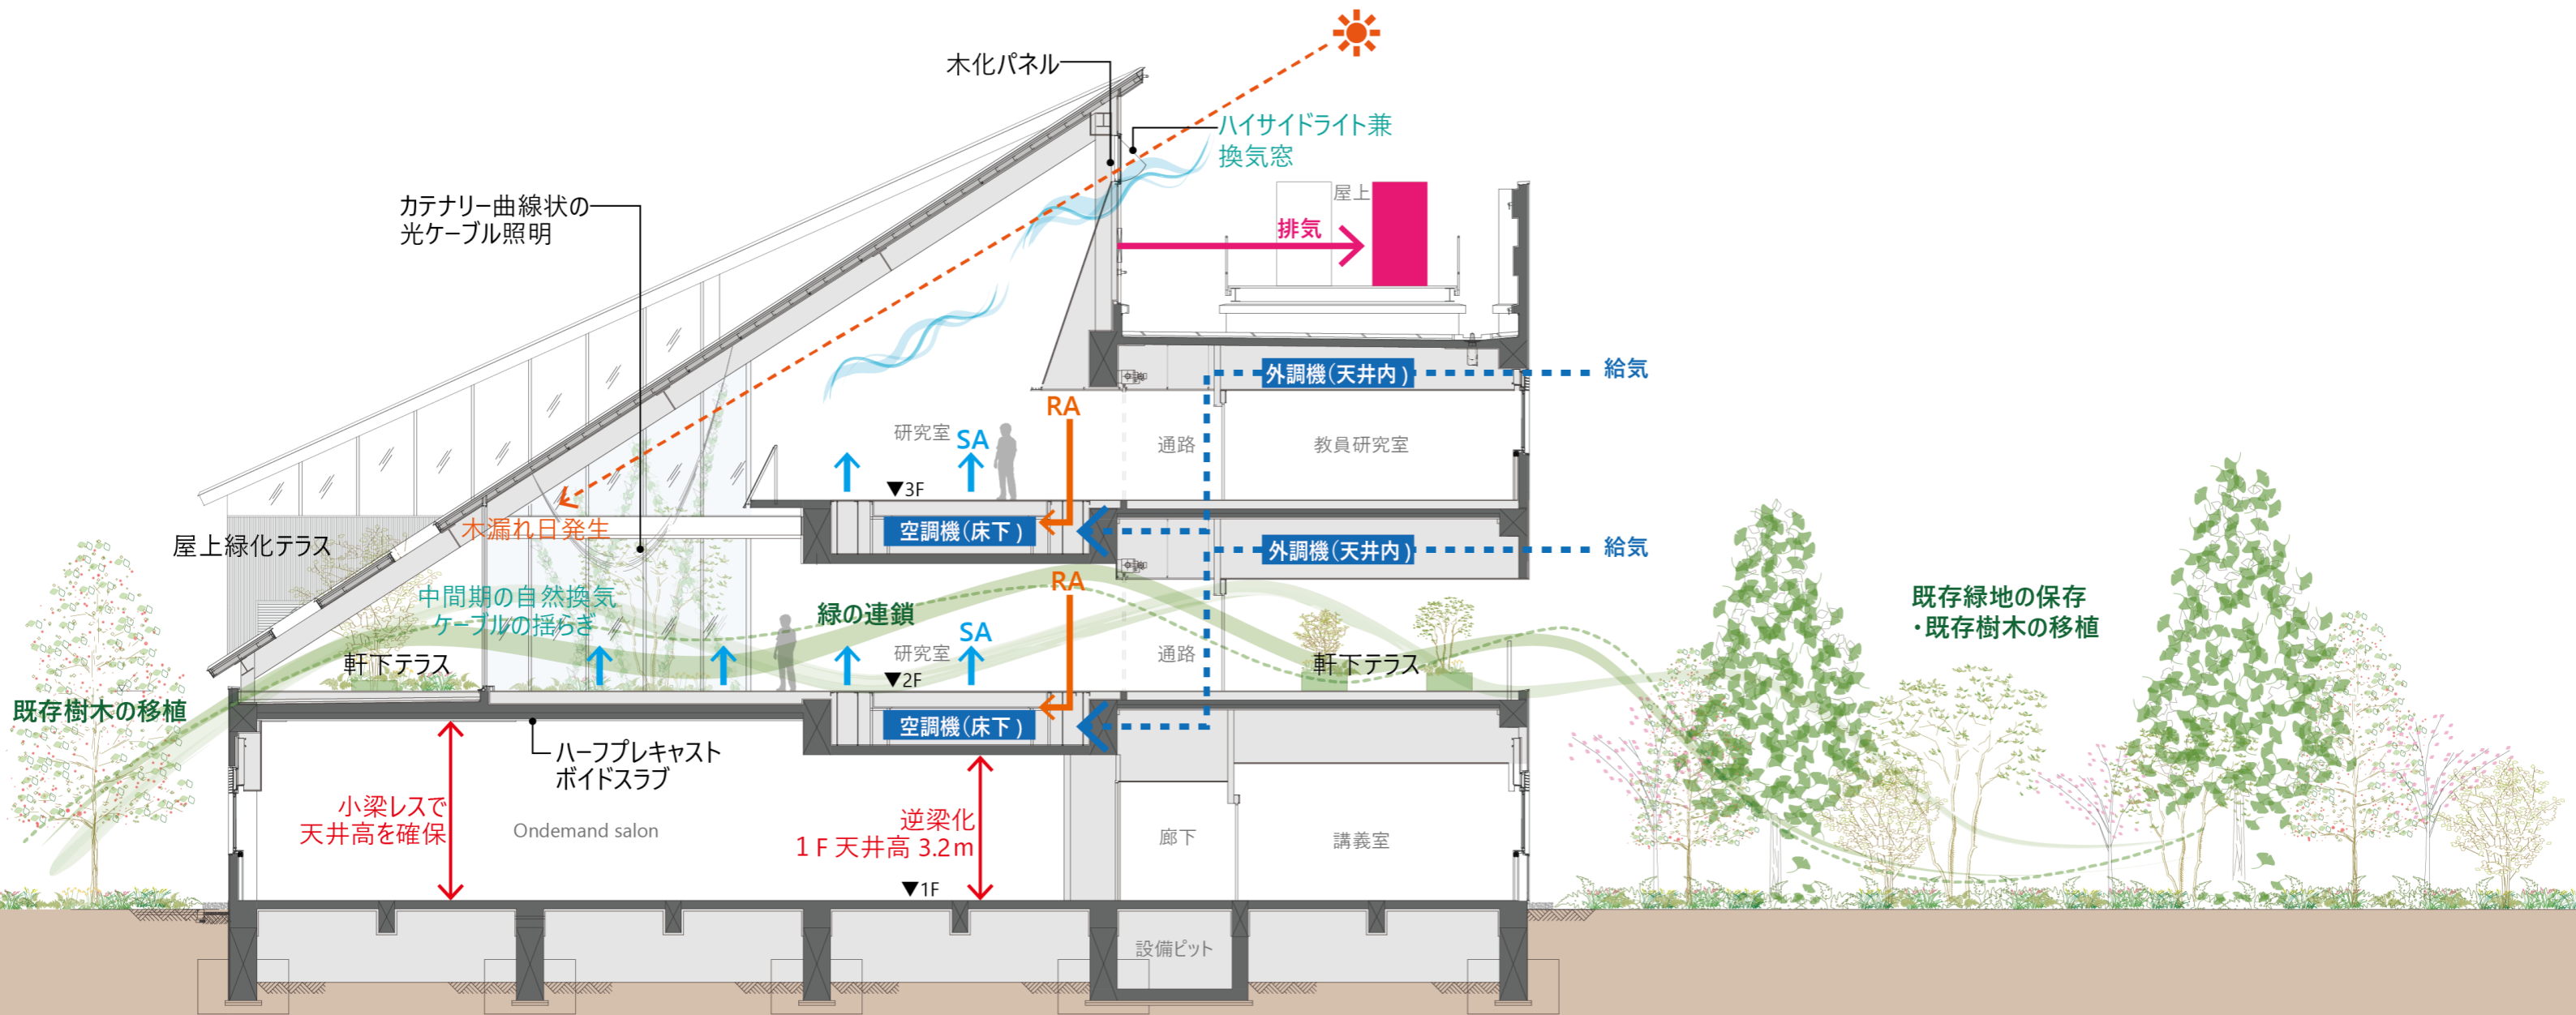 木化パネル
ハイサイドライト兼
換気窓
カテナリー曲線状の
光ケーブル照明
屋上
排気
外調機(天井内)
給気
RA
研究室
SA
通路
教員研究室
▼3F
空調機(床下)
木漏れ日発生
屋上緑化テラス
外調機(天井内)
給気
中間期の自然換気
ケーブルの揺らぎ
緑の連鎖
RA
SA
研究室
通路
軒下テラス
軒下テラス
▼2F
既存緑地の保存
・既存樹木の移植
既存樹木の移植
空調機(床下)
ハーフプレキャスト
ボイドスラブ
小梁レスで
天井高を確保
Ondemand salon
逆梁化
1F 天井高 3.2m
廊下
講義室
▼1F
設備ピット